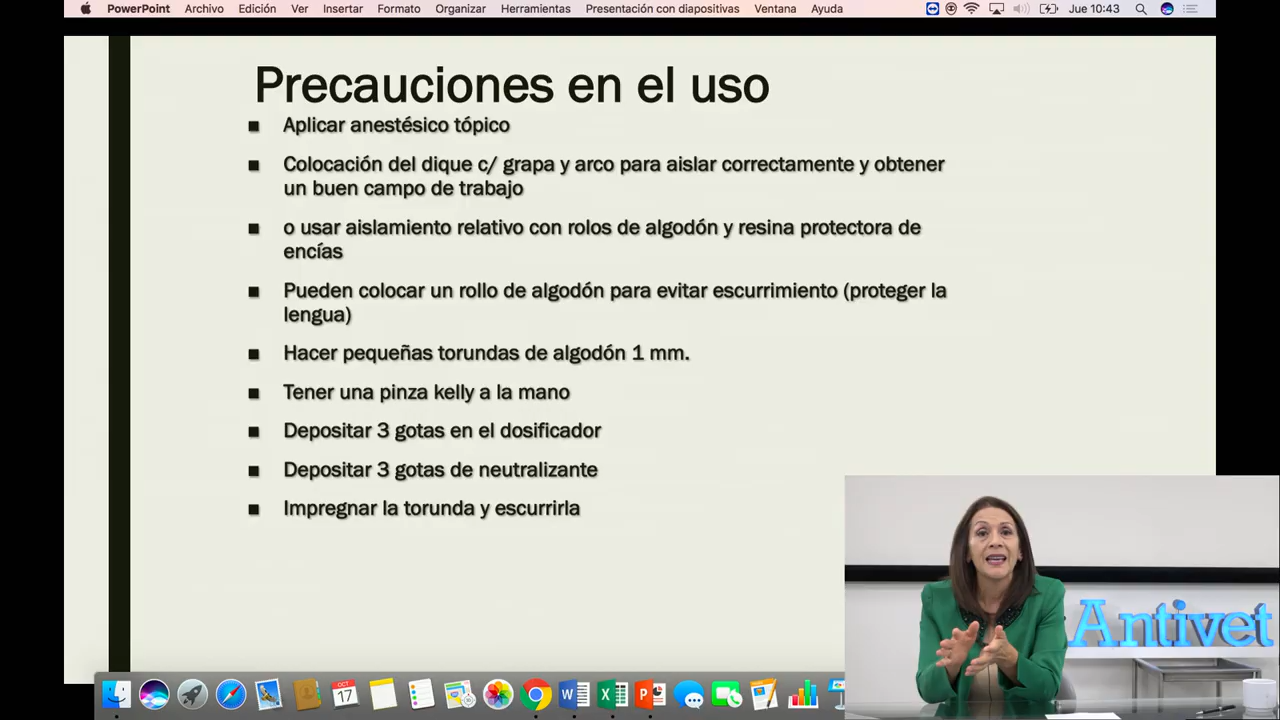 PowerPoint Archivo Edición Ver Insertar Formato Organizar Herramientas Presentación con diapositivas Ventana Ayuda Jue 10:43
Precauciones en el uso
Aplicar anestésico tópico
Colocación del dique c/ grapa y arco para aislar correctamente y obtener
un buen campo de trabajo
o usar aislamiento relativo con rolos de algodón y resina protectora de
encías
Pueden colocar un rollo de algodón para evitar escurrimiento (proteger la
lengua)
Hacer pequeñas torundas de algodón 1 mm.
Tener una pinza kelly a la mano
Depositar 3 gotas en el dosificador
Depositar 3 gotas de neutralizante
Impregnar la torunda y escurrirla
Antivet
OCT
17